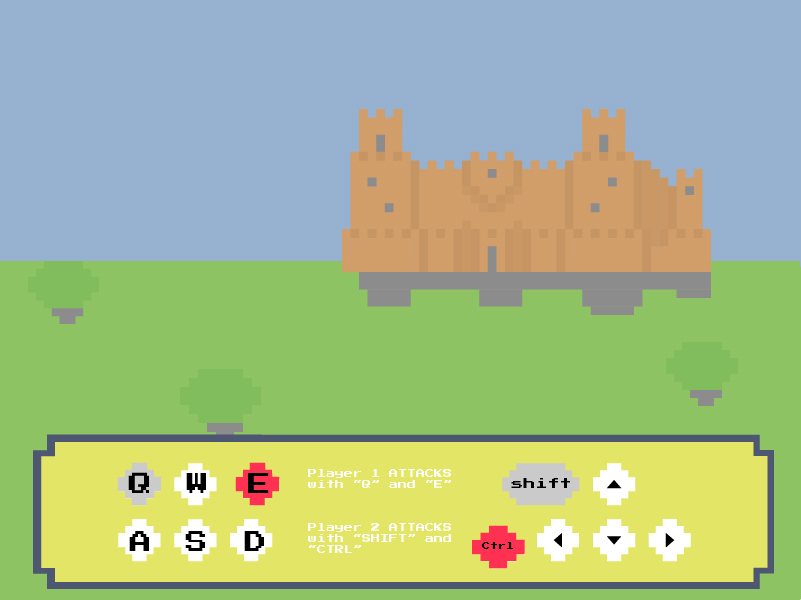 Q W E
Player 1 ATTACKS
with "Q" and "E"
shift
A S D
Player 2 ATTACKS
with "SHIFT" and
"CTRL"
Ctrl